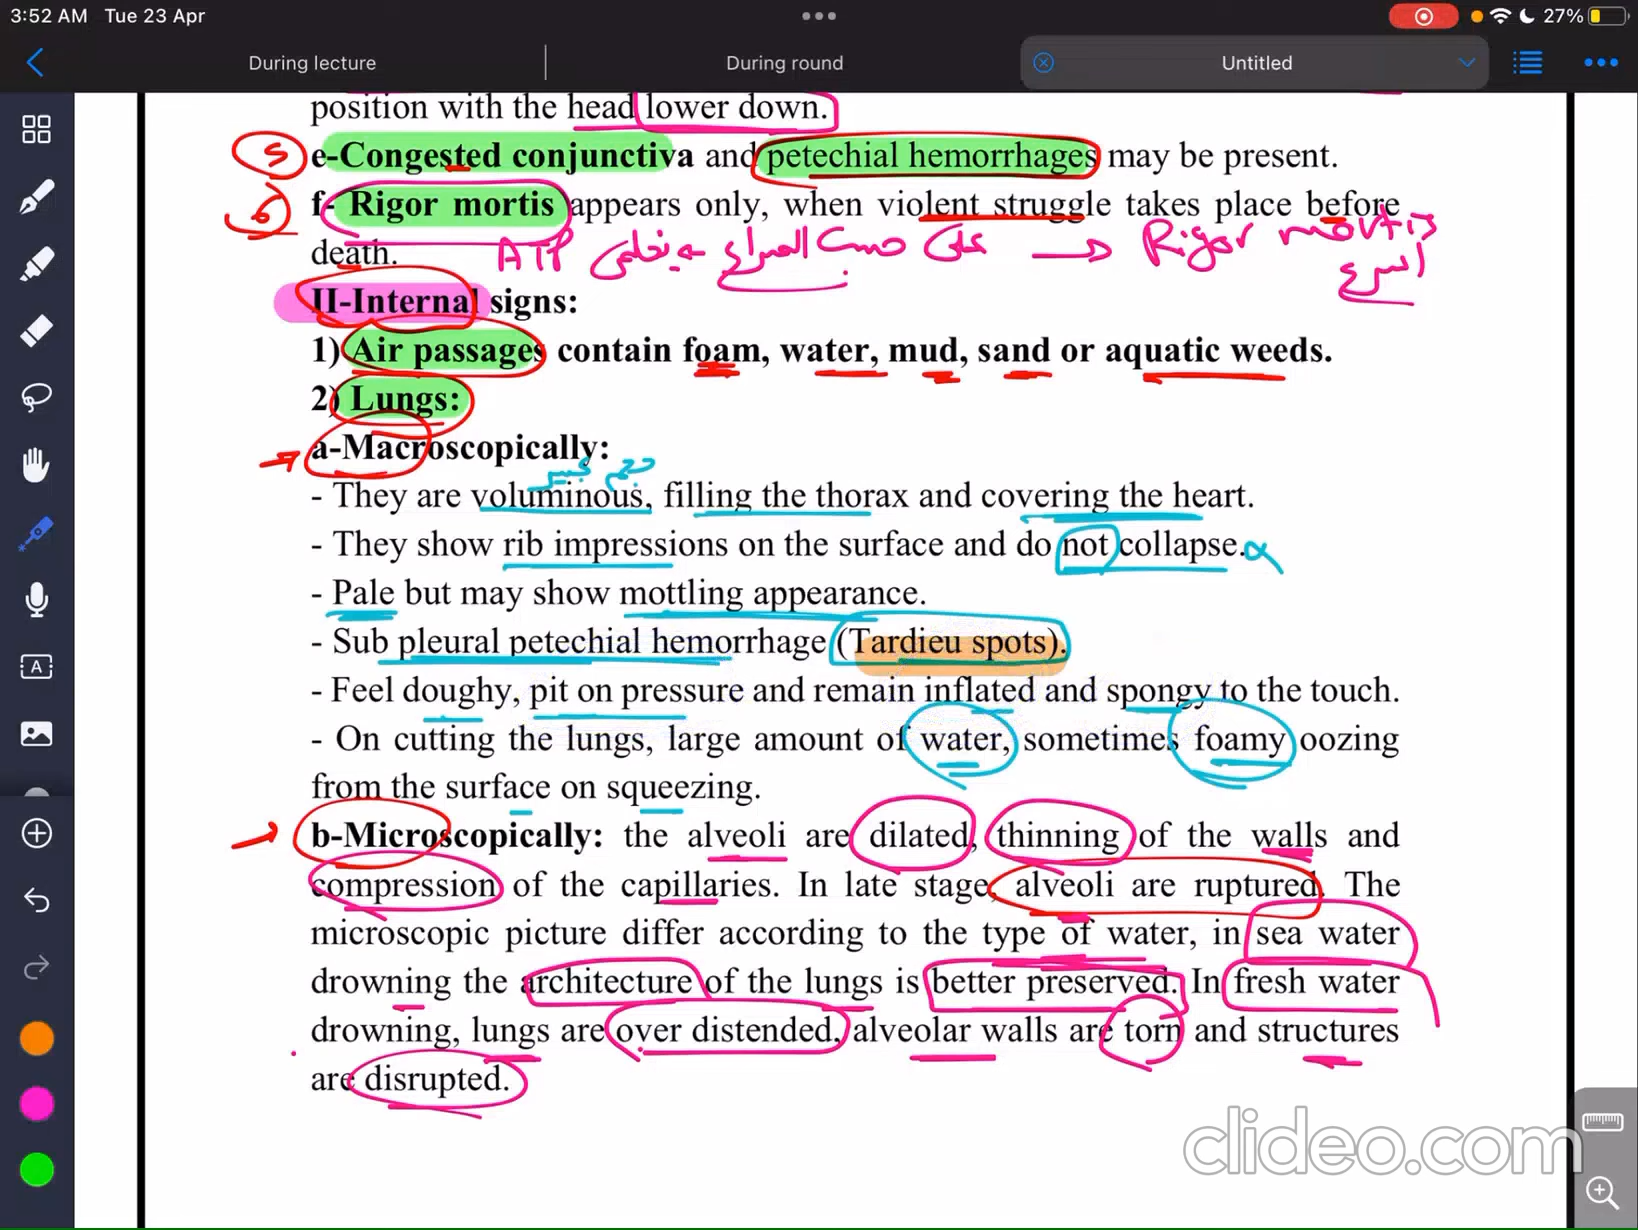 3:52 AM Tue 23 Apr
27%
During lecture
During round
Untitled
position with the head lower down.
5 e-Congested conjunctiva and petechial hemorrhages may be present.
6 f- Rigor mortis appears only, when violent struggle takes place before
death.
ATP الصراع حسب على → Rigor mortis
اسرع
II-Internal signs:
1) Air passages contain foam, water, mud, sand or aquatic weeds.
2) Lungs:
a-Macroscopically:
حجم كبير
- They are voluminous, filling the thorax and covering the heart.
- They show rib impressions on the surface and do not collapse.
- Pale but may show mottling appearance.
- Sub pleural petechial hemorrhage (Tardieu spots).
- Feel doughy, pit on pressure and remain inflated and spongy to the touch.
- On cutting the lungs, large amount of water, sometimes foamy oozing
from the surface on squeezing.
b-Microscopically: the alveoli are dilated, thinning of the walls and
compression of the capillaries. In late stage, alveoli are ruptured. The
microscopic picture differ according to the type of water, in sea water
drowning the architecture of the lungs is better preserved. In fresh water
drowning, lungs are over distended, alveolar walls are torn and structures
are disrupted.
clideo.com